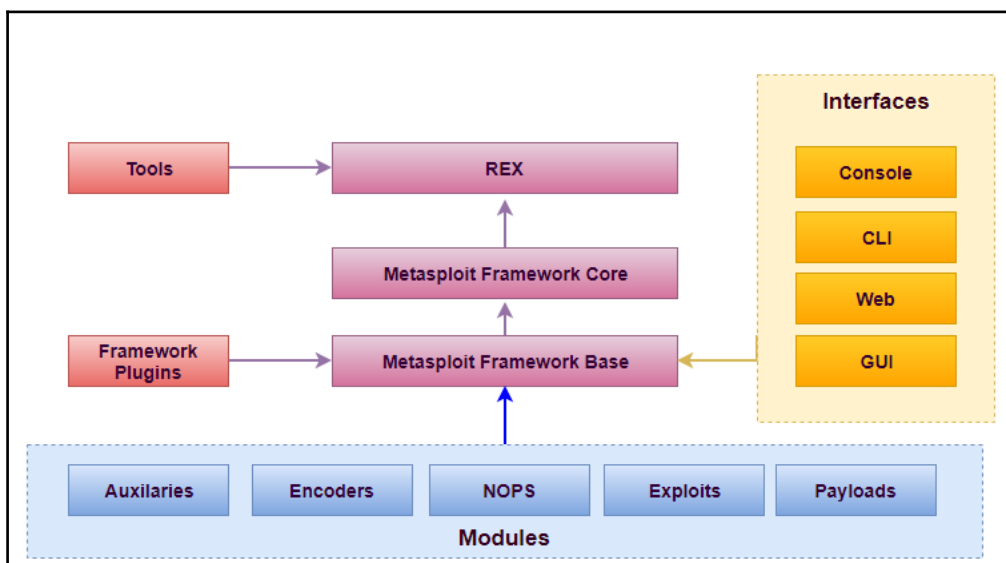 Interfaces
Tools
REX
Console
CLI
Metasploit Framework Core
Web
Framework
Plugins
Metasploit Framework Base
GUI
Auxilaries
Encoders
NOPS
Exploits
Payloads
Modules